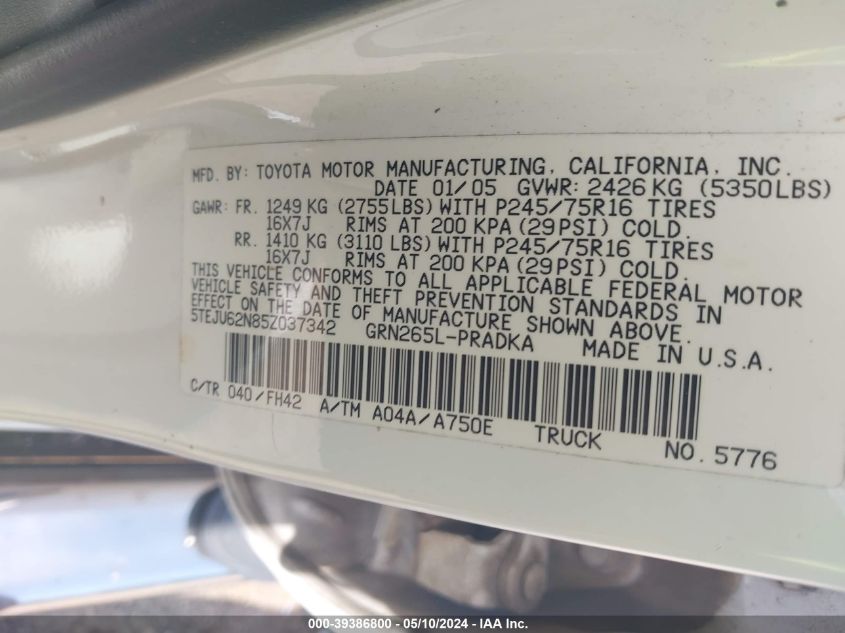 MFD. BY: TOYOTA MOTOR MANUFACTURING, CALIFORNIA, INC.
DATE 01/05 GVWR: 2426 KG (5350LBS)
GAWR: FR. 1249 KG (2755LBS) WITH P245/75R16 TIRES
16X7J RIMS AT 200 KPA (29PSI) COLD.
RR. 1410 KG (3110 LBS) WITH P245/75R16 TIRES
16X7J RIMS AT 200 KPA (29PSI) COLD.
THIS VEHICLE CONFORMS TO ALL APPLICABLE FEDERAL MOTOR
VEHICLE SAFETY AND THEFT PREVENTION STANDARDS IN
EFFECT ON THE DATE OF MANUFACTURE SHOWN ABOVE.
5TEJU62N85Z037342 GRN265L-PRADKA MADE IN U.S.A.
C/TR 040/FH42 A/TM A04A/A750E TRUCK NO. 5776
000-39386800 - 05/10/2024 - IAA Inc.